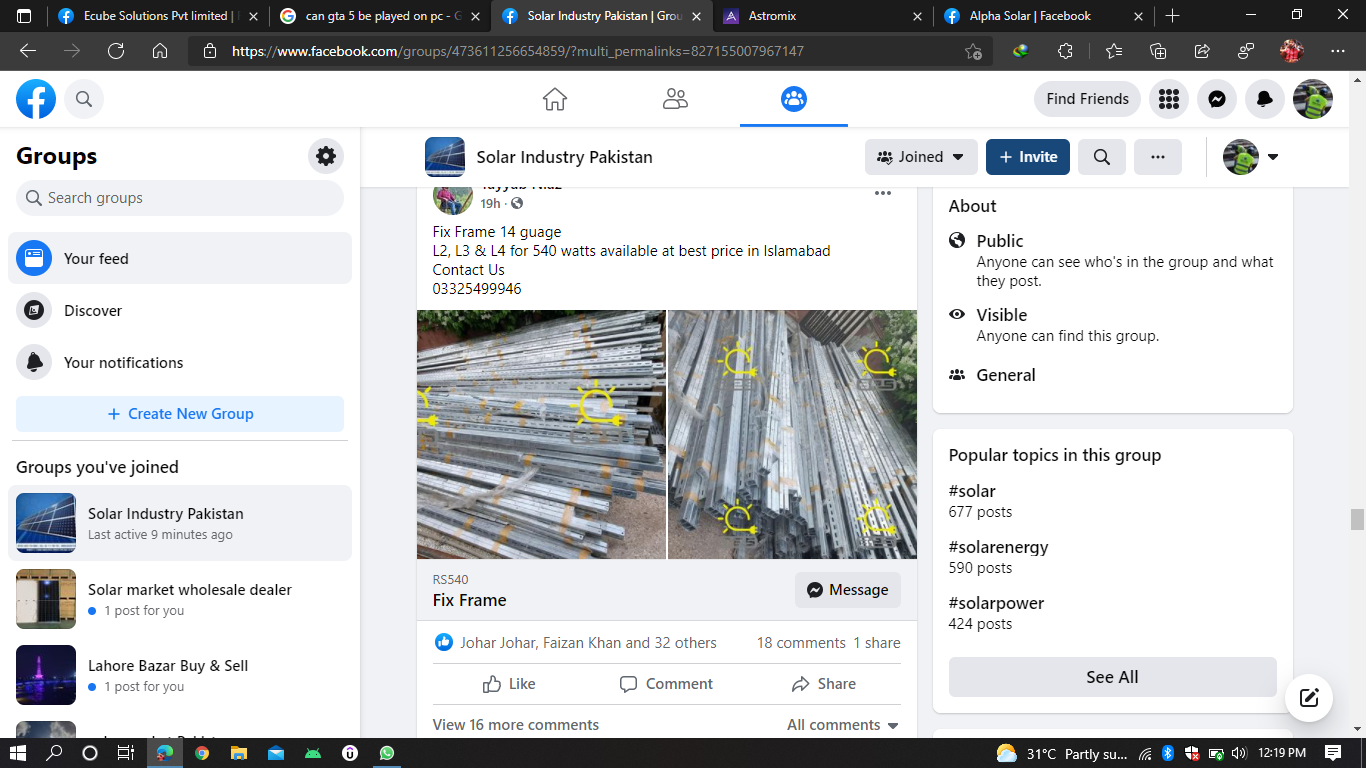 Ecube Solutions Pvt limited |
can gta 5 be played on pc - G
Solar Industry Pakistan | Grou
Astromix
Alpha Solar | Facebook
https://www.facebook.com/groups/473611256654859/?multi_permalinks=827155007967147
Find Friends
Groups
Search groups
Your feed
Discover
Your notifications
+ Create New Group
Groups you've joined
Solar Industry Pakistan
Last active 9 minutes ago
Solar market wholesale dealer
1 post for you
Lahore Bazar Buy & Sell
1 post for you
Solar Industry Pakistan
Joined
+ Invite
19h ·
Fix Frame 14 guage
L2, L3 & L4 for 540 watts available at best price in Islamabad
Contact Us
03325499946
RS540
Fix Frame
Message
Johar Johar, Faizan Khan and 32 others
18 comments 1 share
Like
Comment
Share
View 16 more comments
All comments
About
Public
Anyone can see who's in the group and what
they post.
Visible
Anyone can find this group.
General
Popular topics in this group
#solar
677 posts
#solarenergy
590 posts
#solarpower
424 posts
See All
31°C Partly su...
12:19 PM